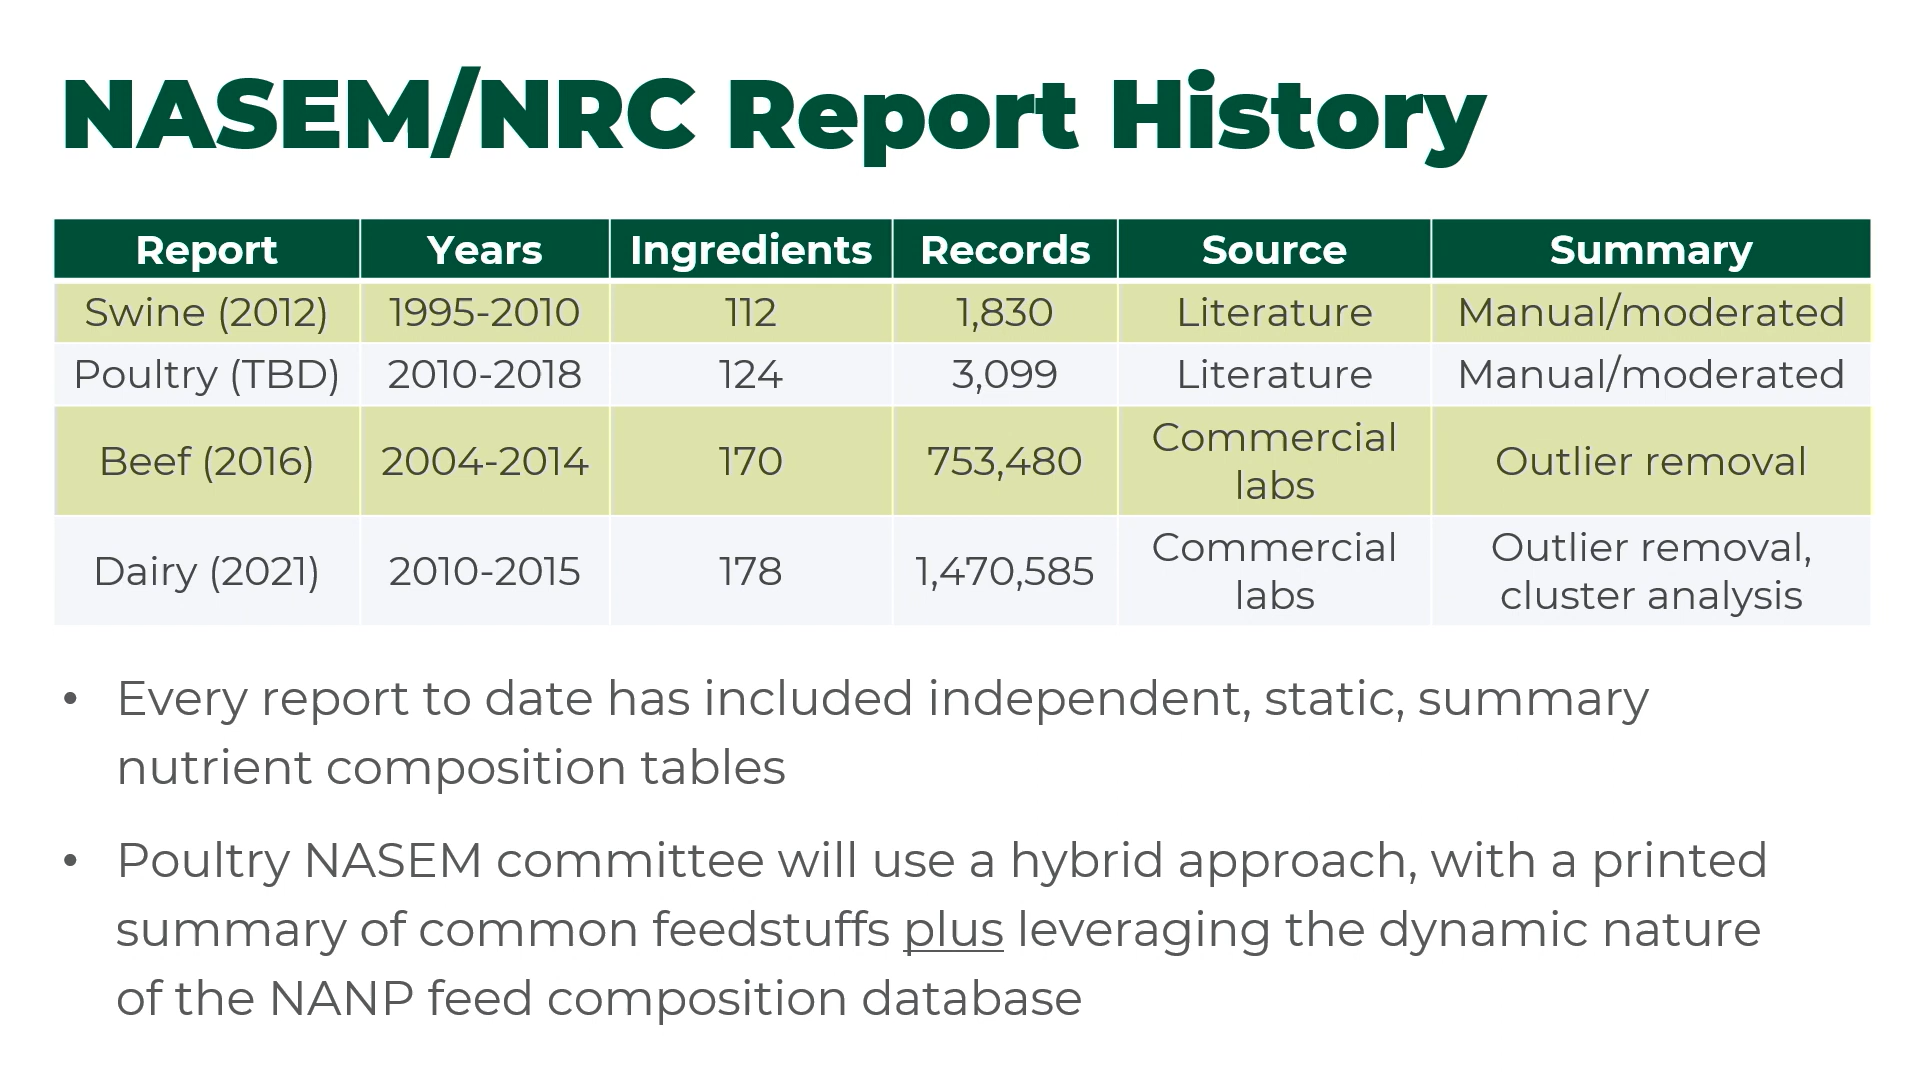 NASEM/NRC Report History
Report Years Ingredients Records Source Summary
Swine (2012) 1995-2010 112 1,830 Literature Manual/moderated
Poultry (TBD) 2010-2018 124 3,099 Literature Manual/moderated
Beef (2016) 2004-2014 170 753,480 Commercial labs Outlier removal
Dairy (2021) 2010-2015 178 1,470,585 Commercial labs Outlier removal, cluster analysis
• Every report to date has included independent, static, summary
nutrient composition tables
• Poultry NASEM committee will use a hybrid approach, with a printed
summary of common feedstuffs plus leveraging the dynamic nature
of the NANP feed composition database